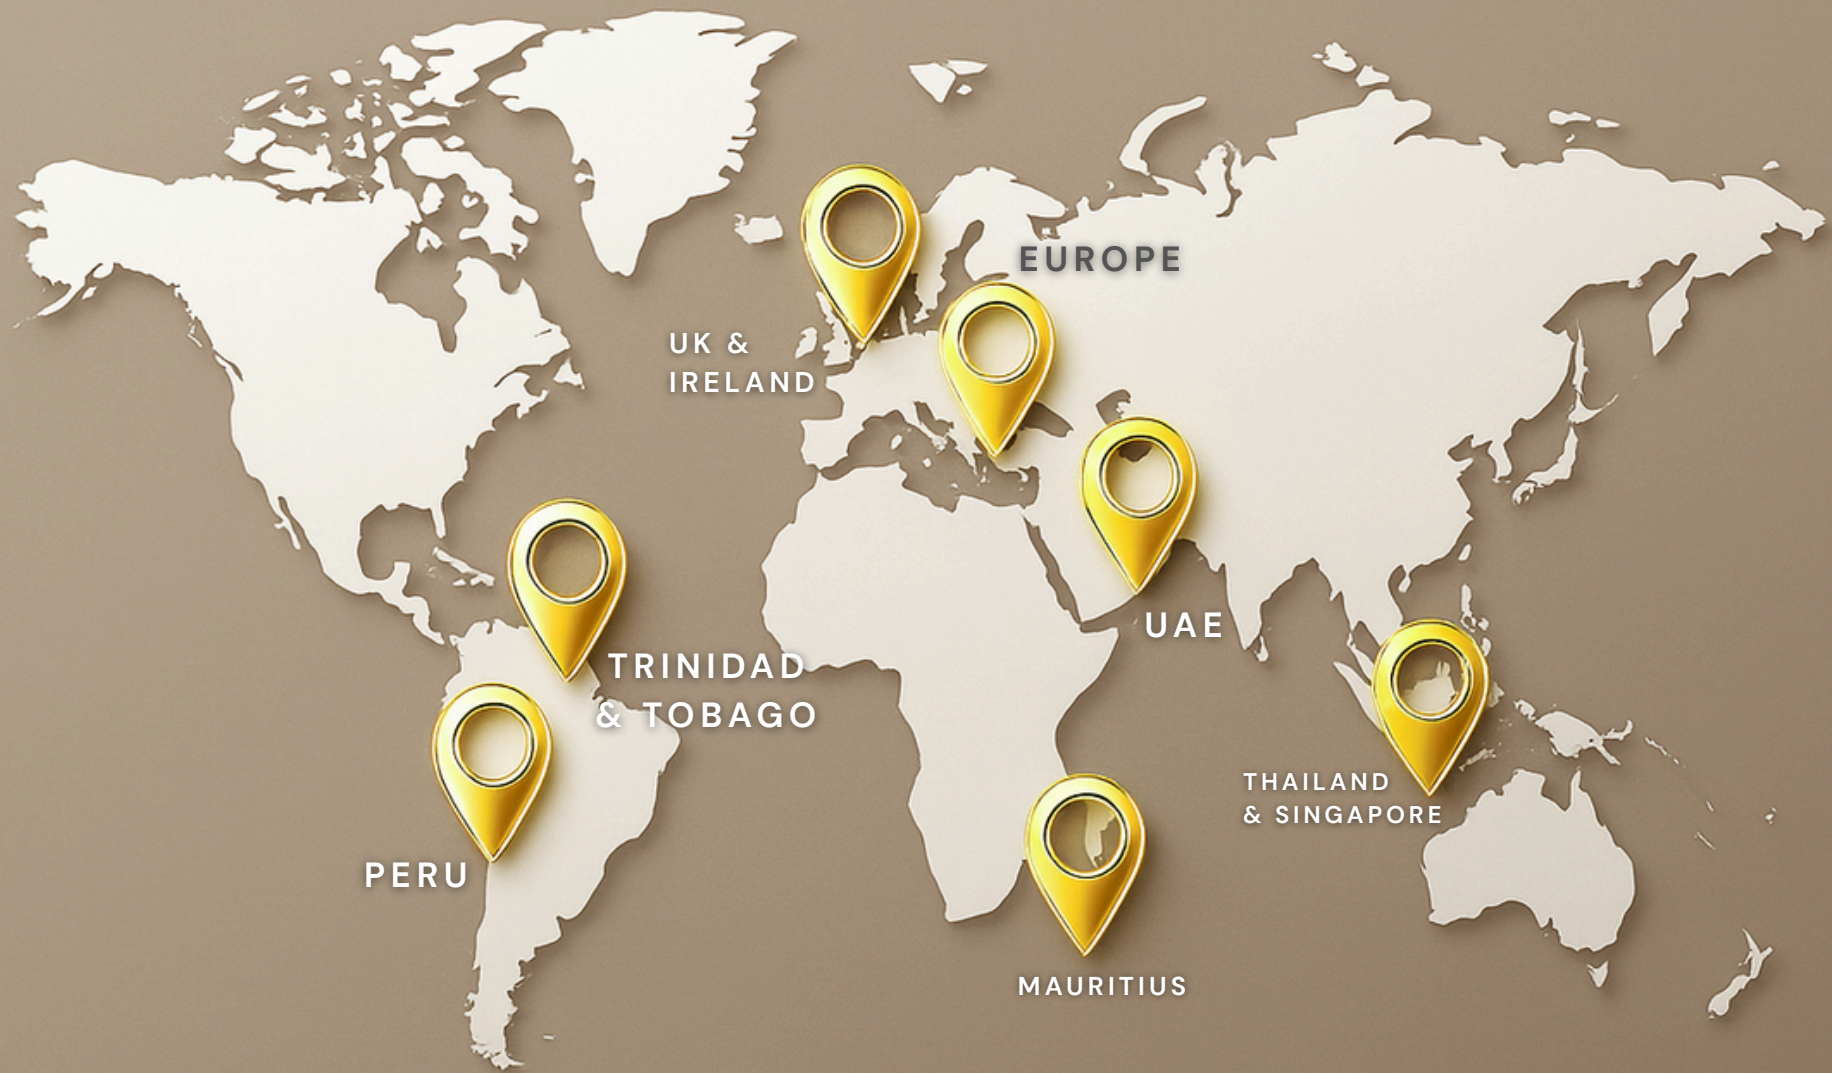 EUROPE
UK &
IRELAND
UAE
TRINIDAD
& TOBAGO
THAILAND
& SINGAPORE
PERU
MAURITIUS